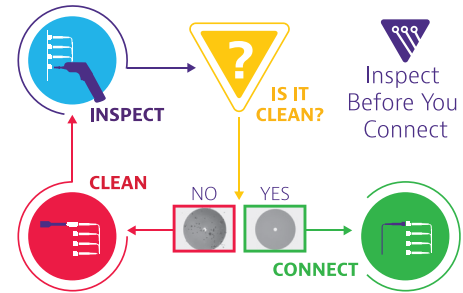 ?
INSPECT
IS IT
CLEAN?
Inspect
Before You
Connect
CLEAN
NO
YES
CONNECT